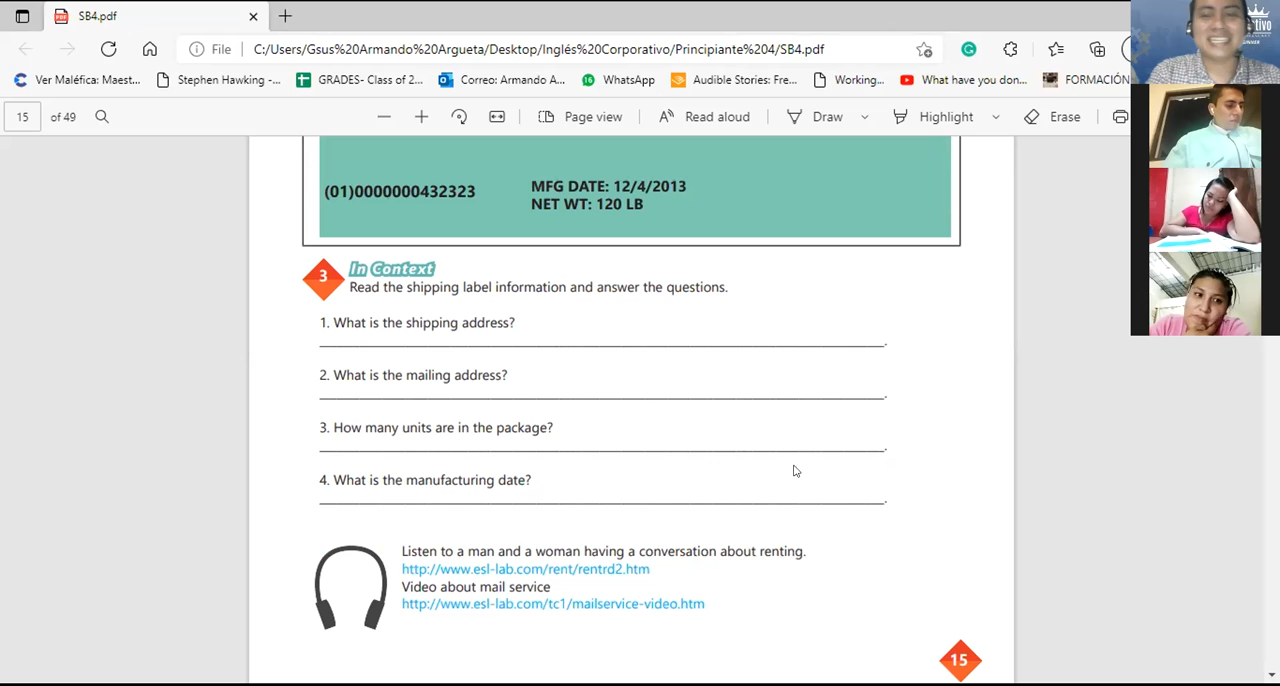 SB4.pdf
File C:/Users/Gsus%20Armando%20Argueta/Desktop/Inglés%20Corporativo/Principiante%204/SB4.pdf
Ver Maléfica: Maest... Stephen Hawking -... GRADES- Class of 2... Correo: Armando A... WhatsApp Audible Stories: Fre... Working... What have you don... FORMACIÓN
15 of 49 Page view Read aloud Draw Highlight Erase
(01)0000000432323
MFG DATE: 12/4/2013
NET WT: 120 LB
3 In Context
Read the shipping label information and answer the questions.
1. What is the shipping address?
2. What is the mailing address?
3. How many units are in the package?
4. What is the manufacturing date?
Listen to a man and a woman having a conversation about renting.
http://www.esl-lab.com/rent/rentrd2.htm
Video about mail service
http://www.esl-lab.com/tc1/mailservice-video.htm
15